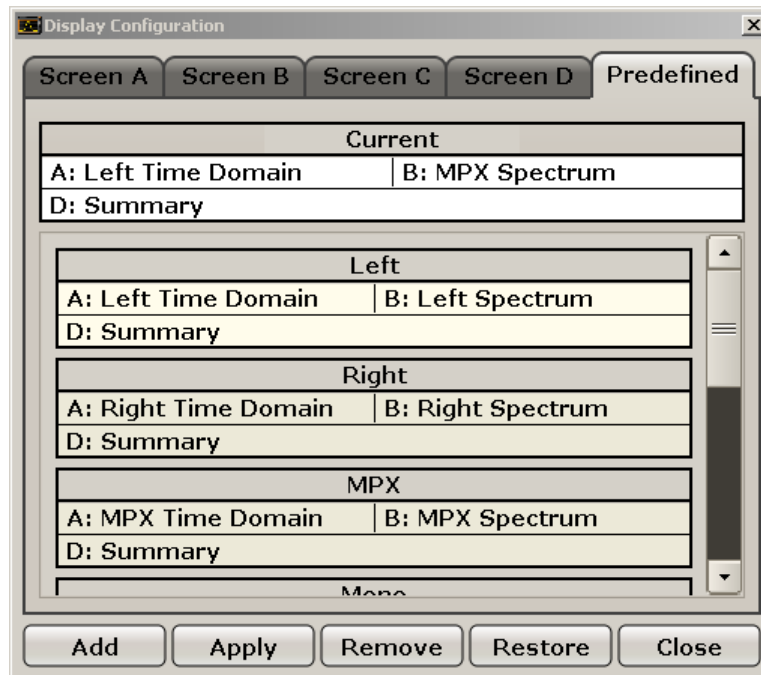 Display Configuration
Screen A Screen B Screen C Screen D Predefined
Current
A: Left Time Domain B: MPX Spectrum
D: Summary
Left
A: Left Time Domain B: Left Spectrum
D: Summary
Right
A: Right Time Domain B: Right Spectrum
D: Summary
MPX
A: MPX Time Domain B: MPX Spectrum
D: Summary
Mono
Add Apply Remove Restore Close